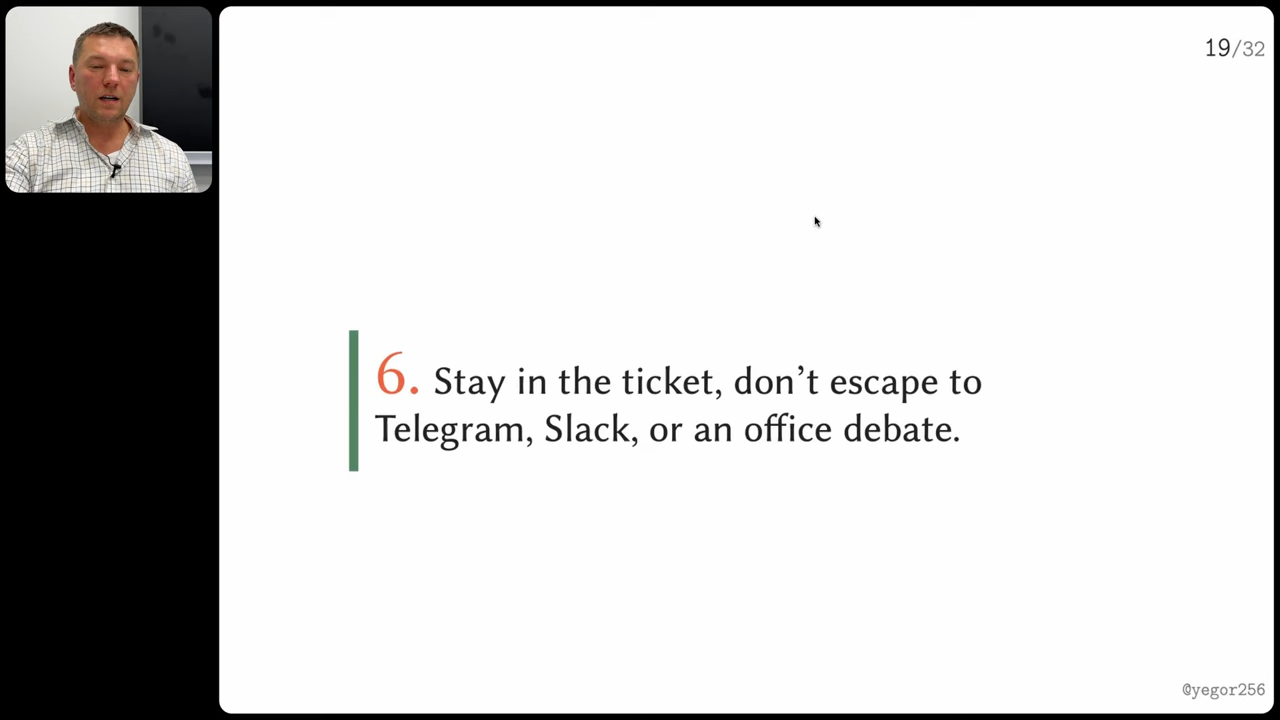 19/32
6. Stay in the ticket, don’t escape to
Telegram, Slack, or an office debate.
@yegor256